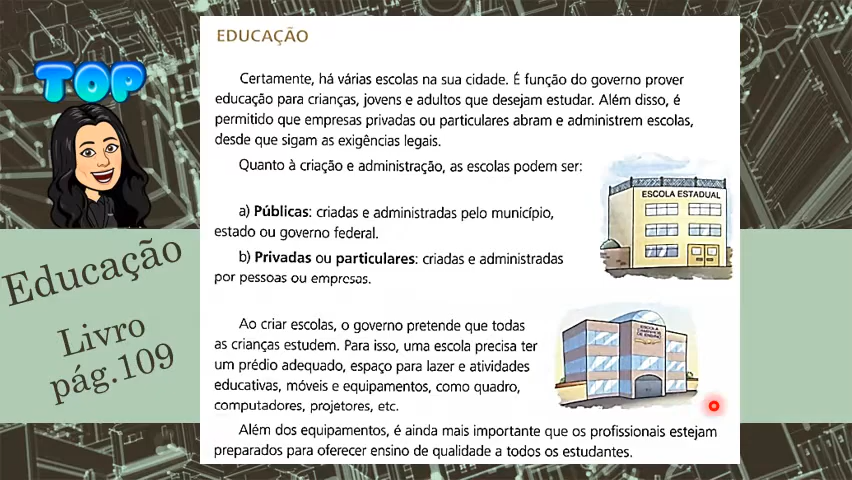 TOP
Educação
Livro
pág.109
EDUCAÇÃO
Certamente, há várias escolas na sua cidade. É função do governo prover
educação para crianças, jovens e adultos que desejam estudar. Além disso, é
permitido que empresas privadas ou particulares abram e administrem escolas,
desde que sigam as exigências legais.
Quanto à criação e administração, as escolas podem ser:
a) Públicas: criadas e administradas pelo município,
estado ou governo federal.
b) Privadas ou particulares: criadas e administradas
por pessoas ou empresas.
ESCOLA ESTADUAL
Ao criar escolas, o governo pretende que todas
as crianças estudem. Para isso, uma escola precisa ter
um prédio adequado, espaço para lazer e atividades
educativas, móveis e equipamentos, como quadro,
computadores, projetores, etc.
ESCOLA
DE ENSINO
Além dos equipamentos, é ainda mais importante que os profissionais estejam
preparados para oferecer ensino de qualidade a todos os estudantes.